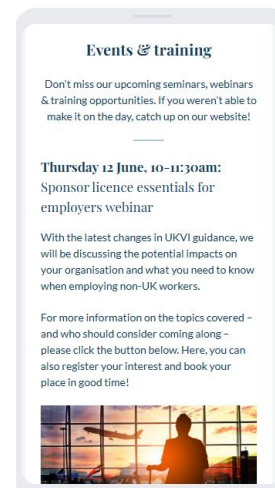 Events & training
Don't miss our upcoming seminars, webinars
& training opportunities. If you weren't able to
make it on the day, catch up on our website!
Thursday 12 June, 10-11:30am:
Sponsor licence essentials for
employers webinar
With the latest changes in UKVI guidance, we
will be discussing the potential impacts on
your organisation and what you need to know
when employing non-UK workers.
For more information on the topics covered –
and who should consider coming along –
please click the button below. Here, you can
also register your interest and book your
place in good time!